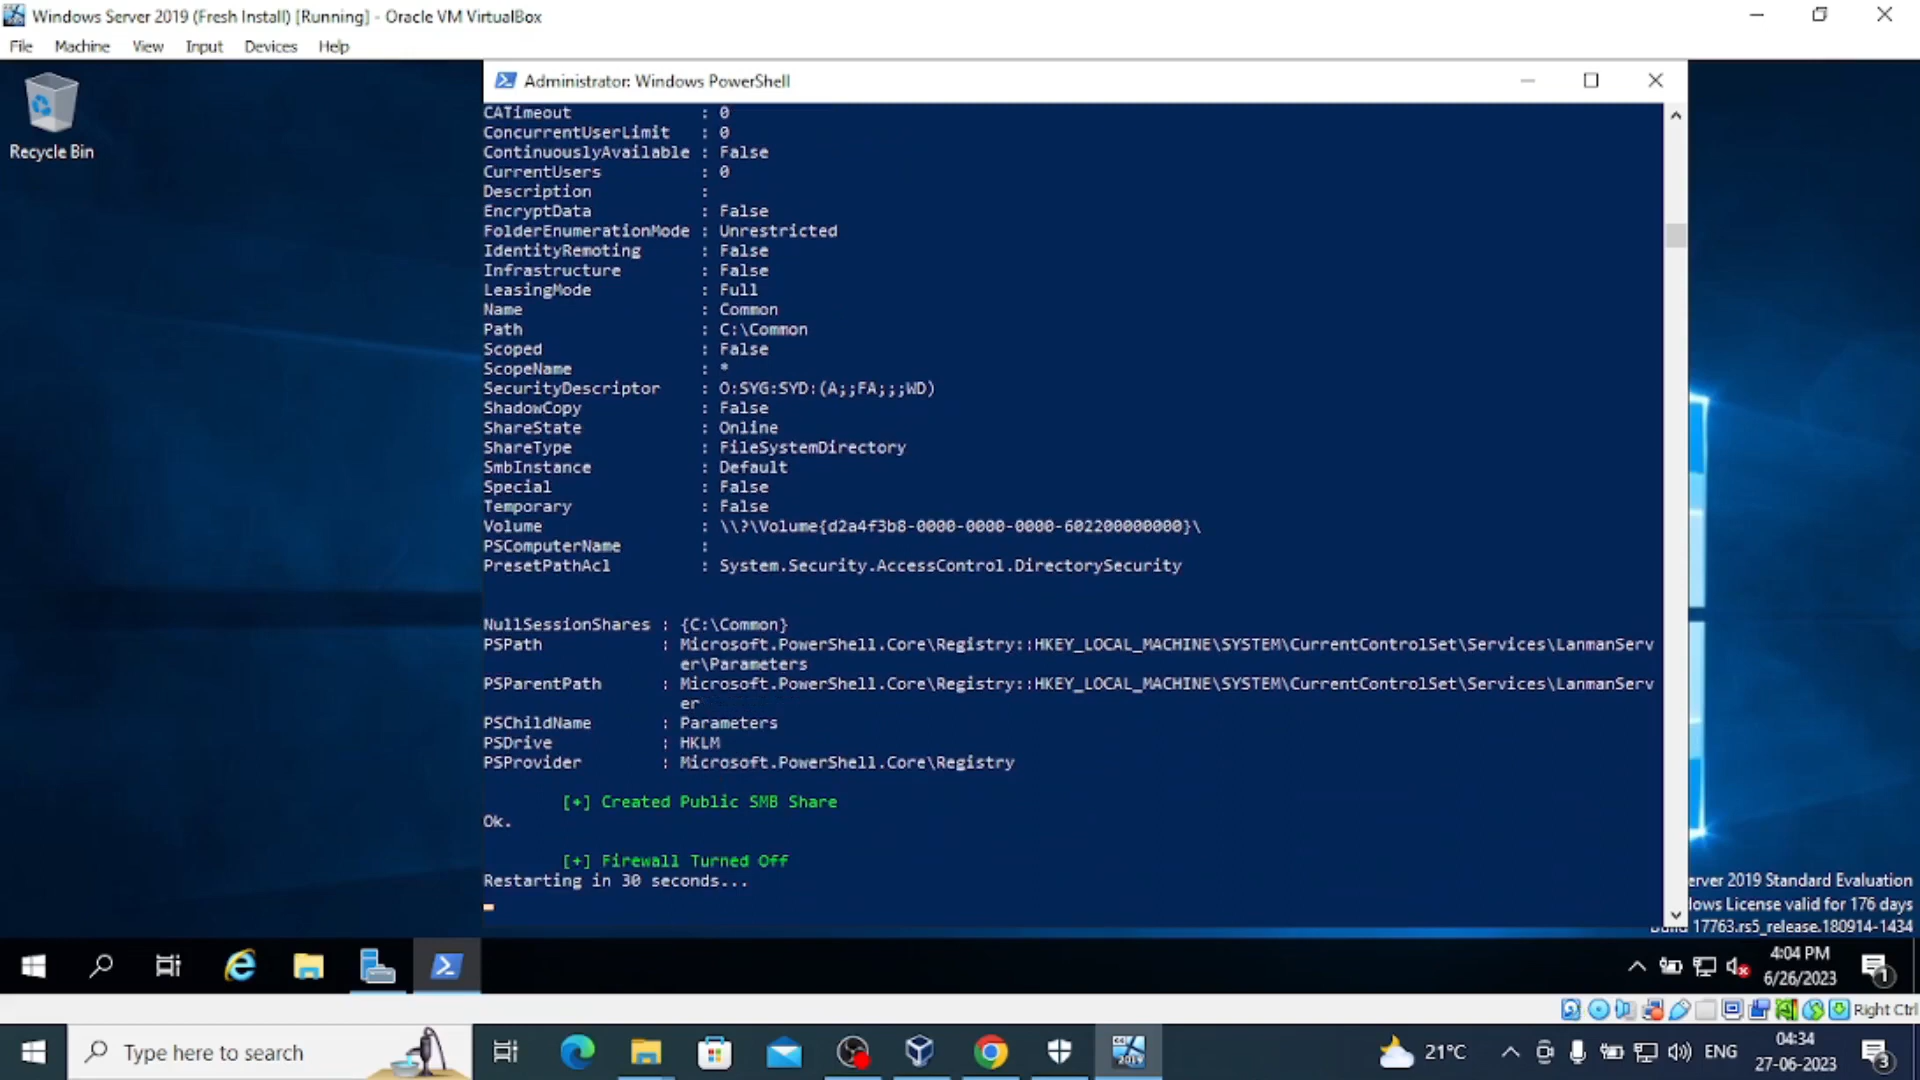 Windows Server 2019 (Fresh Install) [Running] - Oracle VM VirtualBox
File Machine View Input Devices Help
Recycle Bin
Administrator: Windows PowerShell
CATimeout : 0
ConcurrentUserLimit : 0
ContinuouslyAvailable : False
CurrentUsers : 0
Description :
EncryptData : False
FolderEnumerationMode : Unrestricted
IdentityRemoting : False
Infrastructure : False
LeasingMode : Full
Name : Common
Path : C:\Common
Scoped : False
ScopeName : *
SecurityDescriptor : O:SYG:SYD:(A;;FA;;;WD)
ShadowCopy : False
ShareState : Online
ShareType : FileSystemDirectory
SmbInstance : Default
Special : False
Temporary : False
Volume : \\?\Volume{d2a4f3b8-0000-0000-0000-602200000000}\
PSComputerName :
PresetPathAcl : System.Security.AccessControl.DirectorySecurity
NullSessionShares : {C:\Common}
PSPath : Microsoft.PowerShell.Core\Registry::HKEY_LOCAL_MACHINE\SYSTEM\CurrentControlSet\Services\LanmanServ
er\Parameters
PSParentPath : Microsoft.PowerShell.Core\Registry::HKEY_LOCAL_MACHINE\SYSTEM\CurrentControlSet\Services\LanmanServ
er
PSChildName : Parameters
PSDrive : HKLM
PSProvider : Microsoft.PowerShell.Core\Registry
[+] Created Public SMB Share
Ok.
[+] Firewall Turned Off
Restarting in 30 seconds...
erver 2019 Standard Evaluation
dows License valid for 176 days
Build 17763.rs5_release.180914-1434
4:04 PM
6/26/2023
1
Right Ctrl
Type here to search
2019
21°C
ENG
04:34
27-06-2023
3